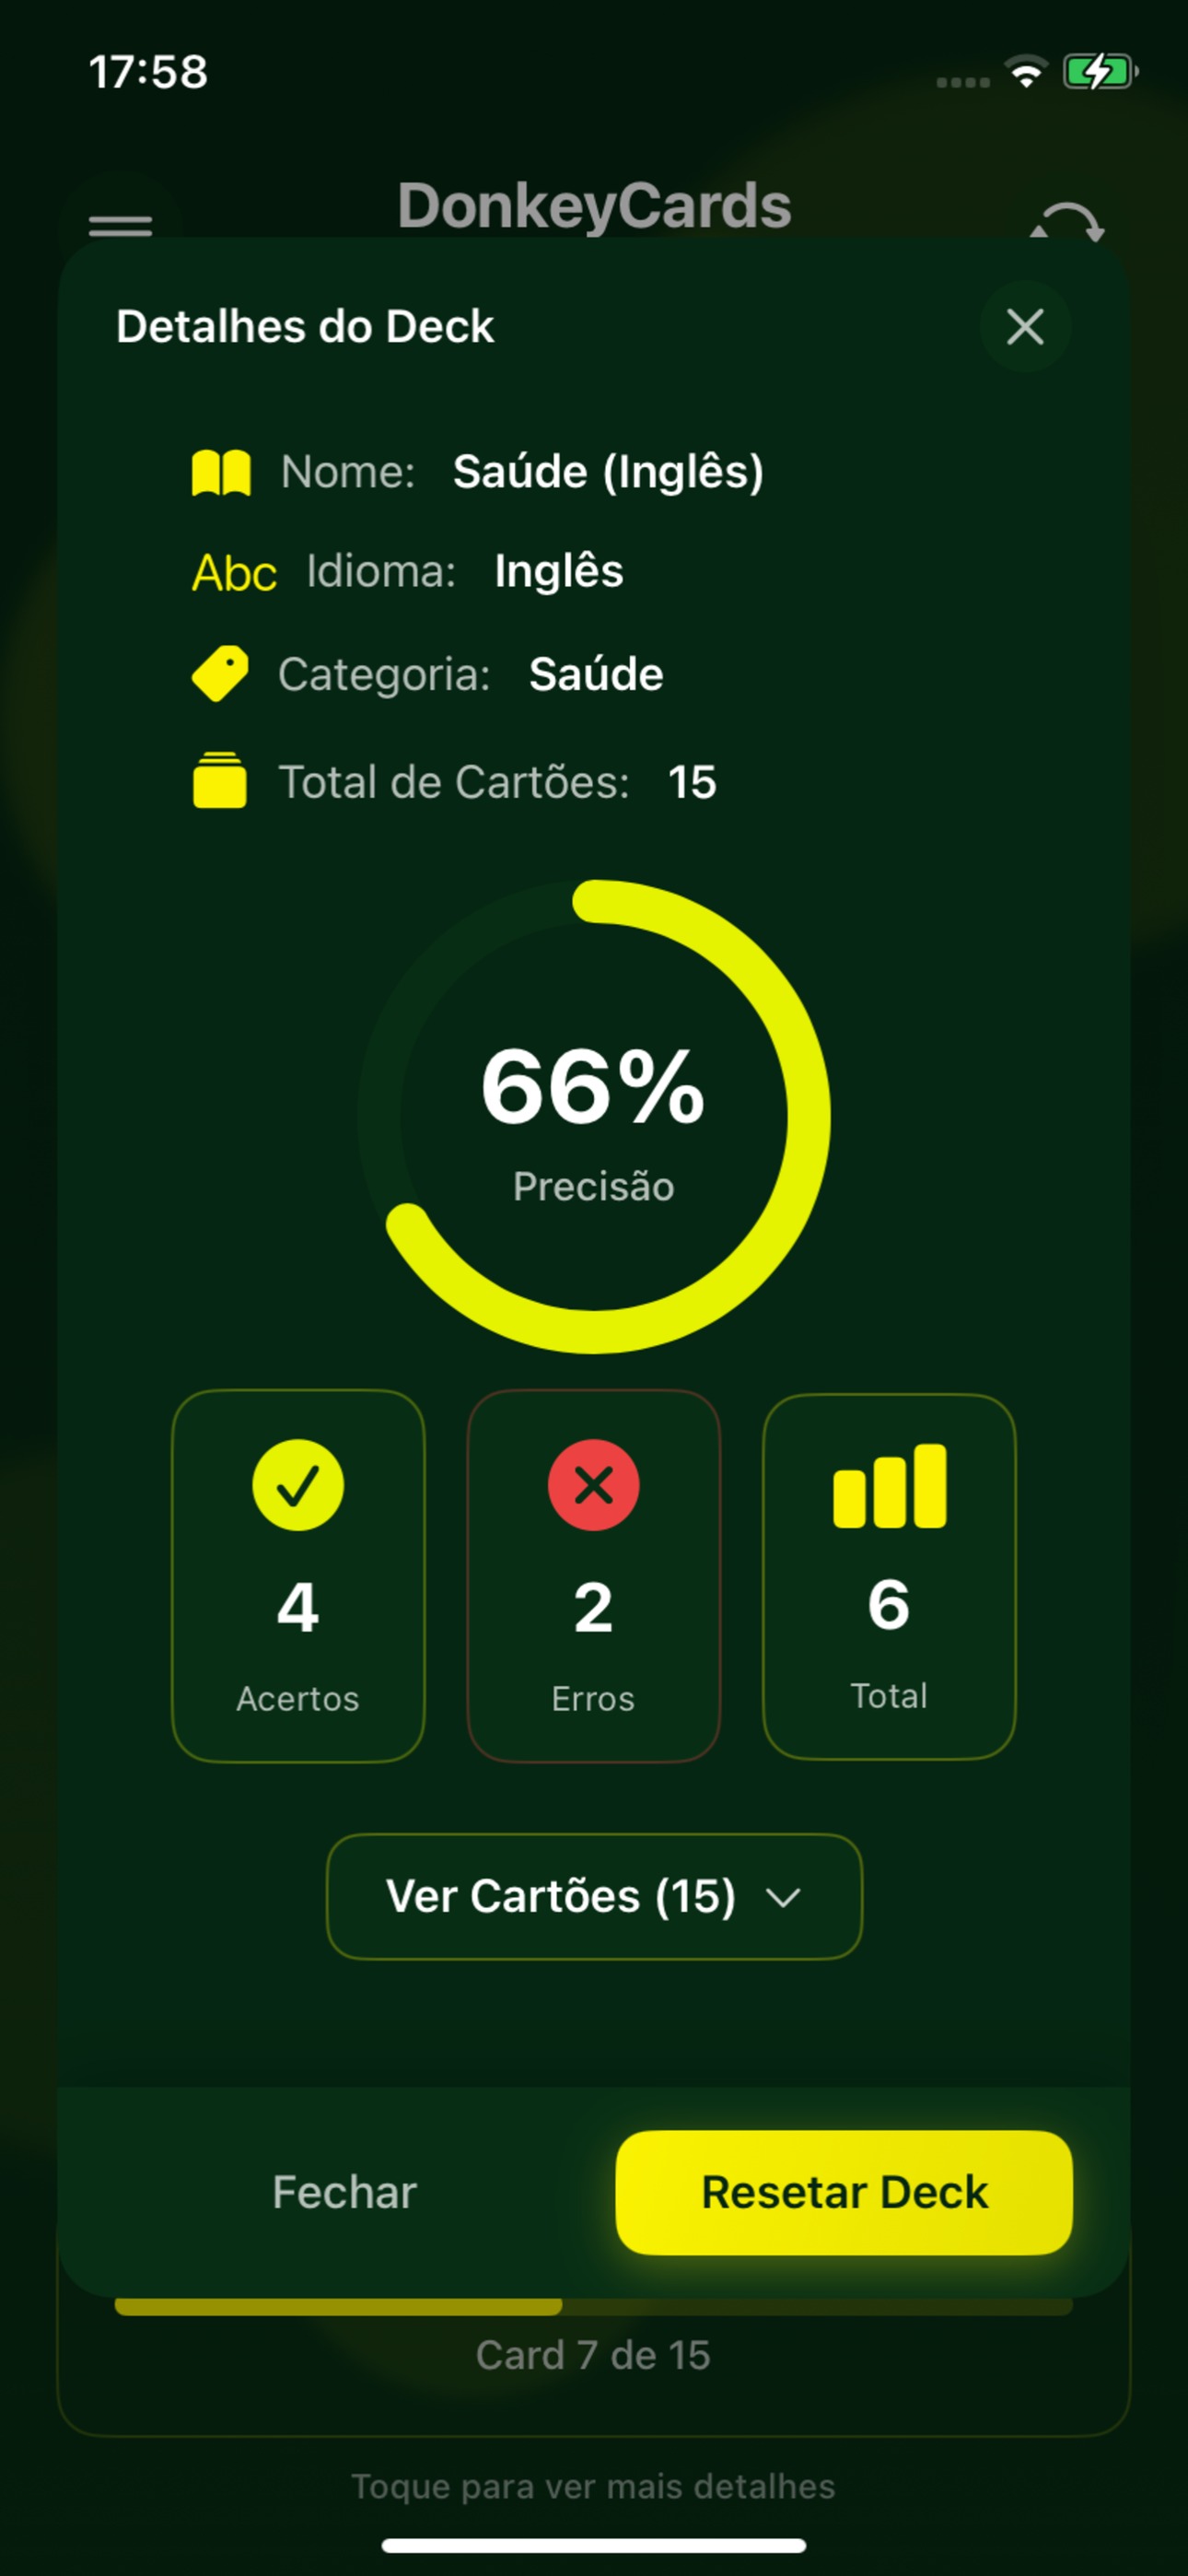 17:58
DonkeyCards
Detalhes do Deck
Nome: Saúde (Inglês)
Abc Idioma: Inglês
Categoria: Saúde
Total de Cartões: 15
66%
Precisão
4 2 6
Acertos Erros Total
Ver Cartões (15)
Fechar Resetar Deck
Card 7 de 15
Toque para ver mais detalhes